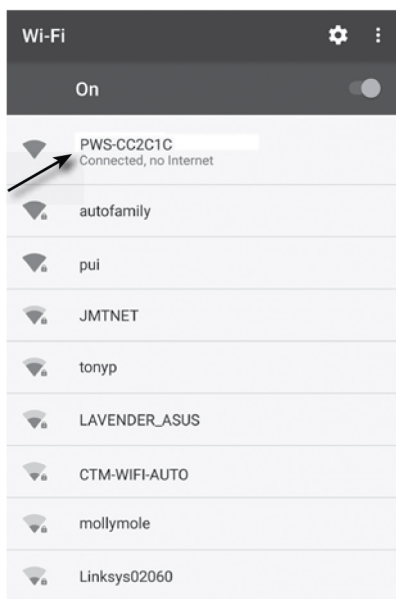 Wi-Fi
On
PWS-CC2C1C
Connected, no Internet
autofamily
pui
JMTNET
tonyp
LAVENDER_ASUS
CTM-WIFI-AUTO
mollymole
Linksys02060